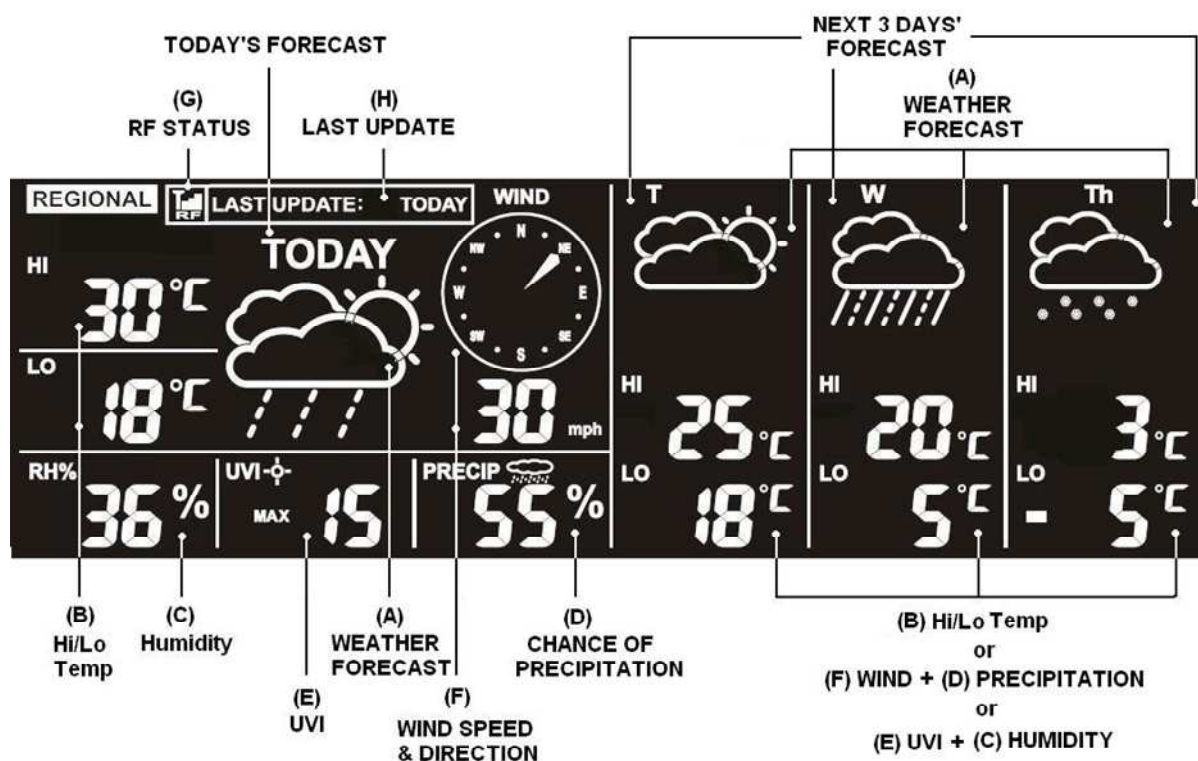 TODAY'S FORECAST
NEXT 3 DAYS'
FORECAST
(G)
RF STATUS
(H)
LAST UPDATE
(A)
WEATHER
FORECAST
REGIONAL
RF
LAST UPDATE: TODAY
WIND
TODAY
HI
30 °C
LO
18 °C
N
NE
E
SE
S
SW
W
NW
30 mph
RH%
36 %
UVI
MAX 15
PRECIP
55 %
T
HI
25 °C
LO
18 °C
W
HI
20 °C
LO
5 °C
Th
HI
3 °C
LO
- 5 °C
(B)
Hi/Lo
Temp
(C)
Humidity
(E)
UVI
(A)
WEATHER
FORECAST
(F)
WIND SPEED
& DIRECTION
(D)
CHANCE OF
PRECIPITATION
(B) Hi/Lo Temp
or
(F) WIND + (D) PRECIPITATION
or
(E) UVI + (C) HUMIDITY